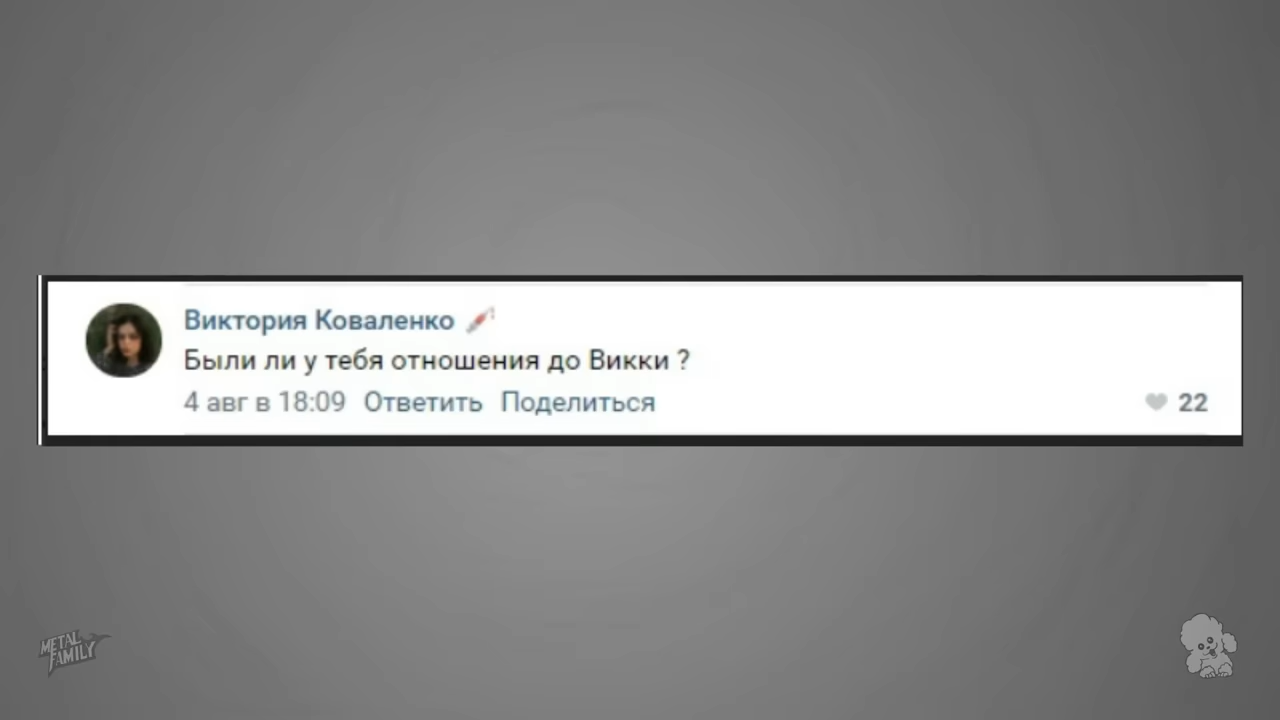 Виктория Коваленко
Были ли у тебя отношения до Викки ?
4 авг в 18:09 Ответить Поделиться
22
METAL
FAMILY